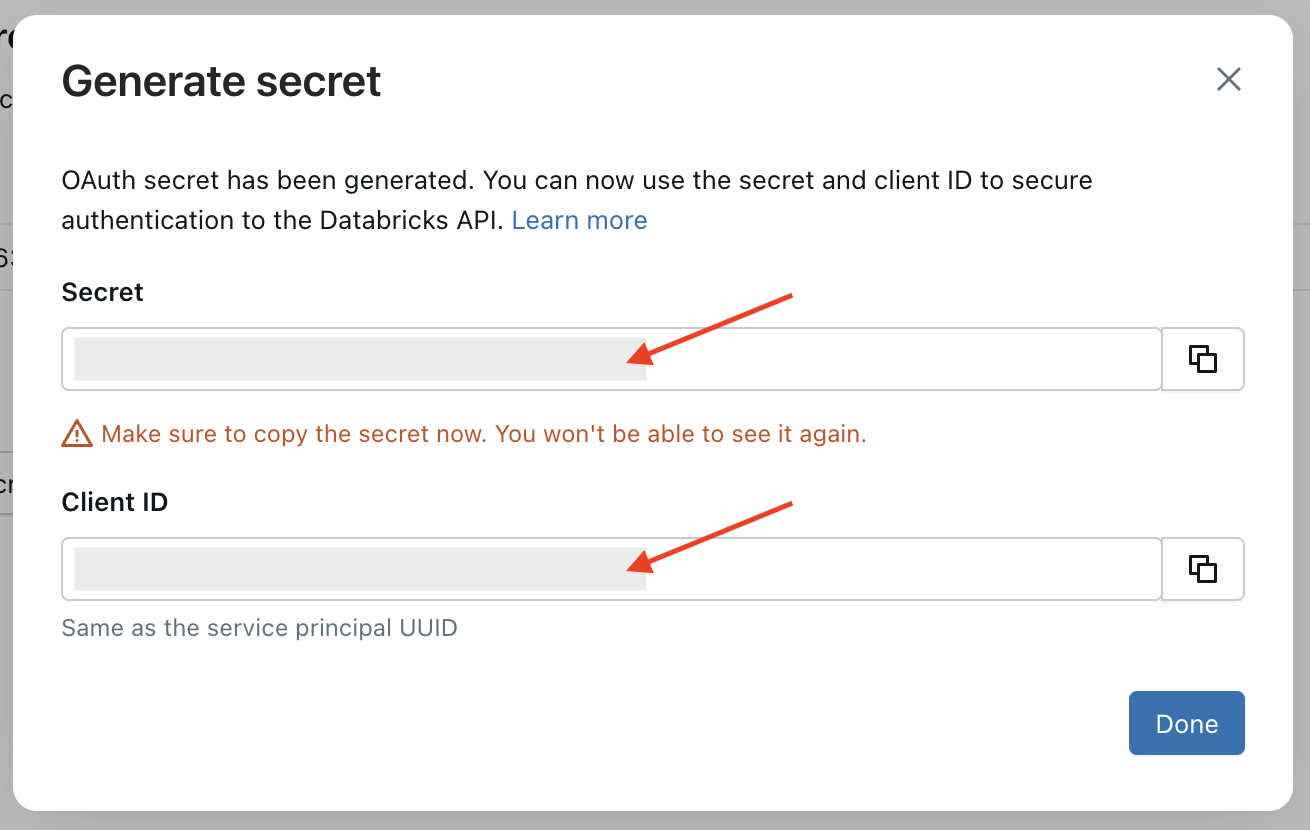 Generate secret
OAuth secret has been generated. You can now use the secret and client ID to secure
authentication to the Databricks API. Learn more
Secret
Make sure to copy the secret now. You won't be able to see it again.
Client ID
Same as the service principal UUID
Done